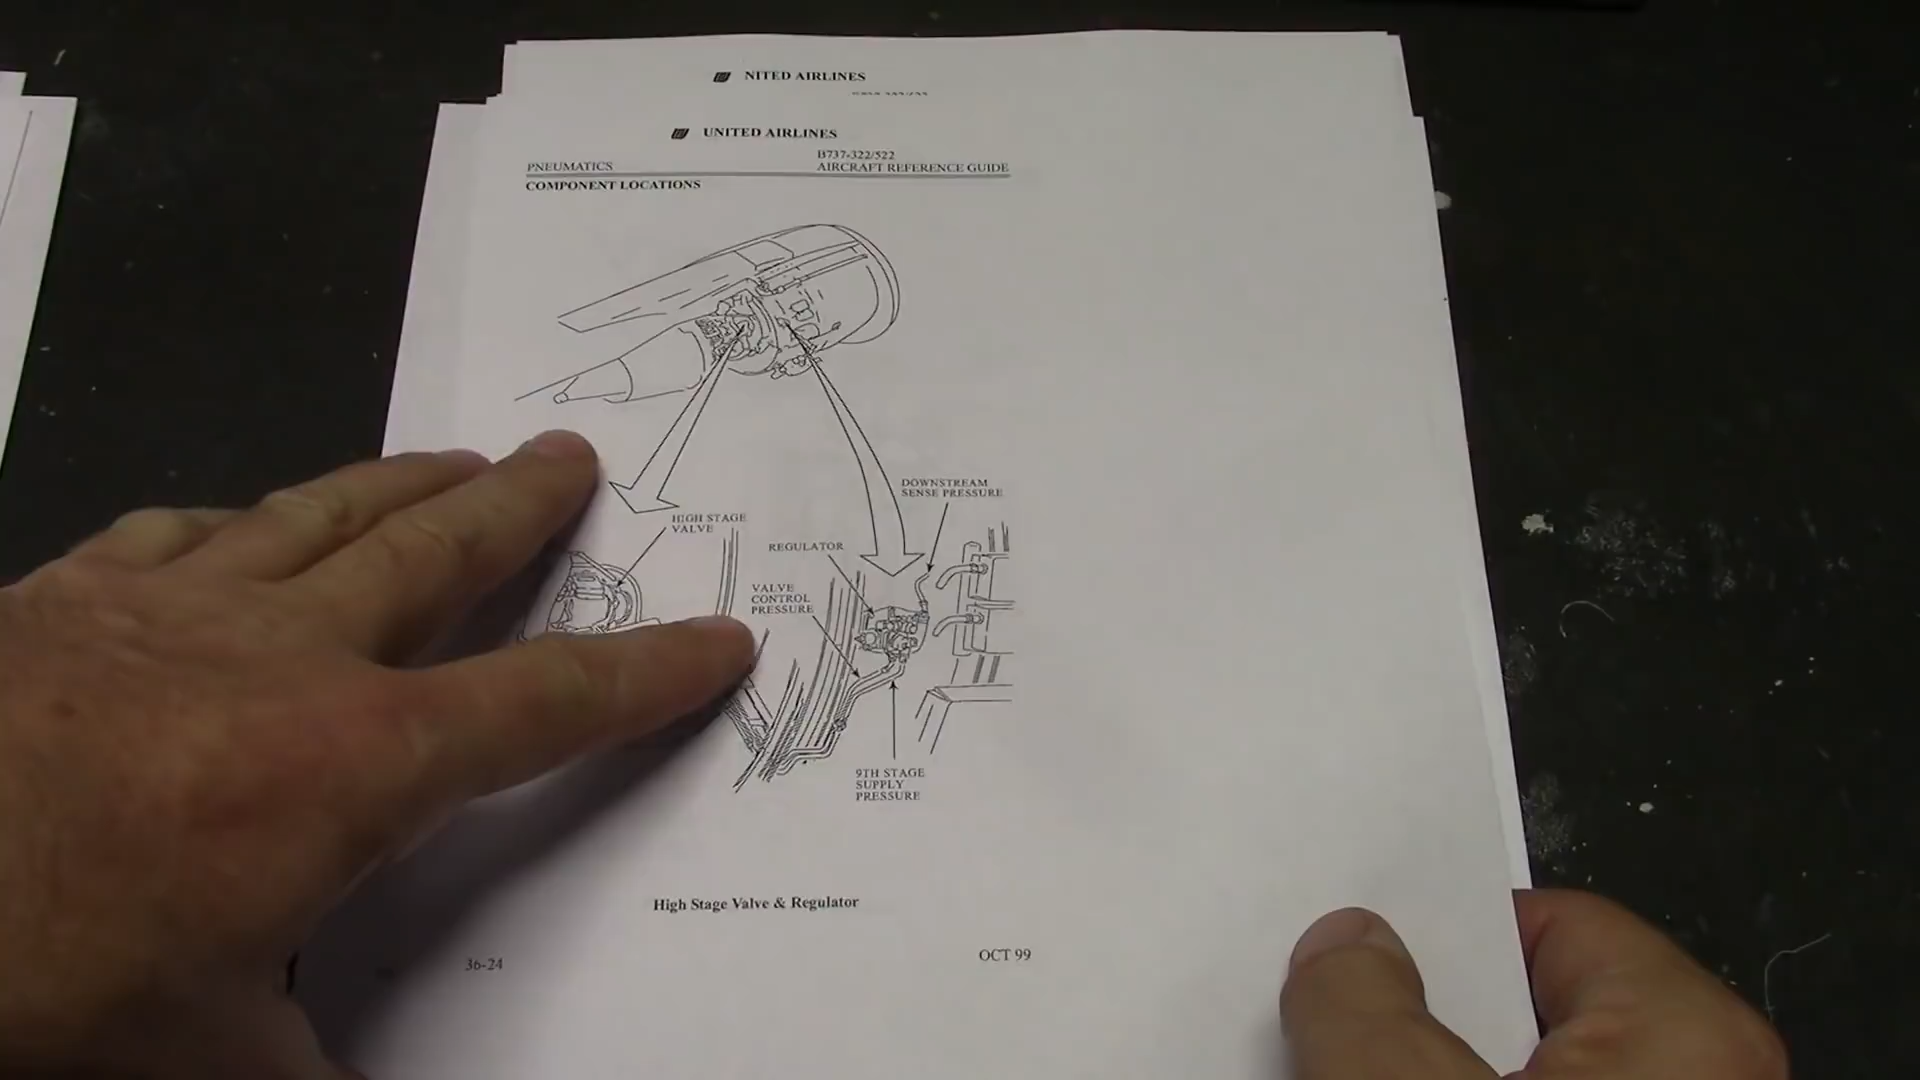 NITED AIRLINES
UNITED AIRLINES
B737-322/522
PNEUMATICS
AIRCRAFT REFERENCE GUIDE
COMPONENT LOCATIONS
DOWNSTREAM
SENSE PRESSURE
HIGH STAGE
VALVE
REGULATOR
VALVE
CONTROL
PRESSURE
9TH STAGE
SUPPLY
PRESSURE
High Stage Valve & Regulator
36-24
OCT 99